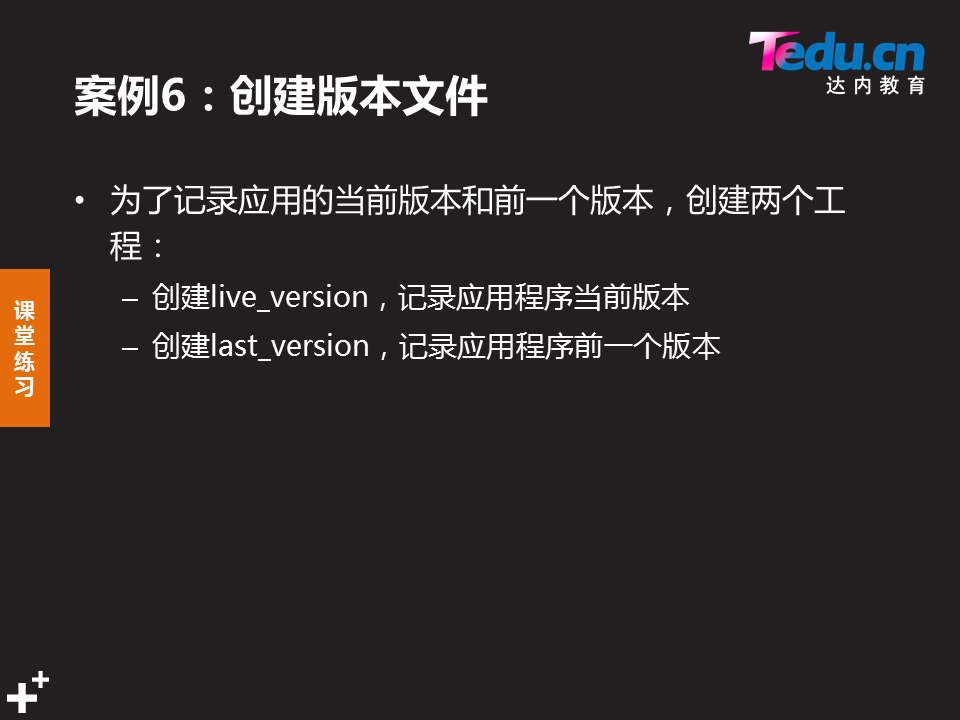 Tedu.cn
达内教育
案例6：创建版本文件
• 为了记录应用的当前版本和前一个版本，创建两个工
程：
– 创建live_version，记录应用程序当前版本
– 创建last_version，记录应用程序前一个版本
课
堂
练
习